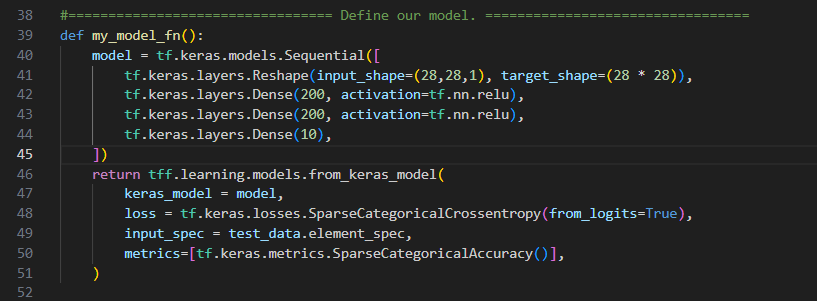 38 #================================= Define our model. =================================
39 def my_model_fn():
40     model = tf.keras.models.Sequential([
41         tf.keras.layers.Reshape(input_shape=(28,28,1), target_shape=(28 * 28)),
42         tf.keras.layers.Dense(200, activation=tf.nn.relu),
43         tf.keras.layers.Dense(200, activation=tf.nn.relu),
44         tf.keras.layers.Dense(10),
45     ])
46     return tff.learning.models.from_keras_model(
47         keras_model = model,
48         loss = tf.keras.losses.SparseCategoricalCrossentropy(from_logits=True),
49         input_spec = test_data.element_spec,
50         metrics=[tf.keras.metrics.SparseCategoricalAccuracy()],
51     )
52